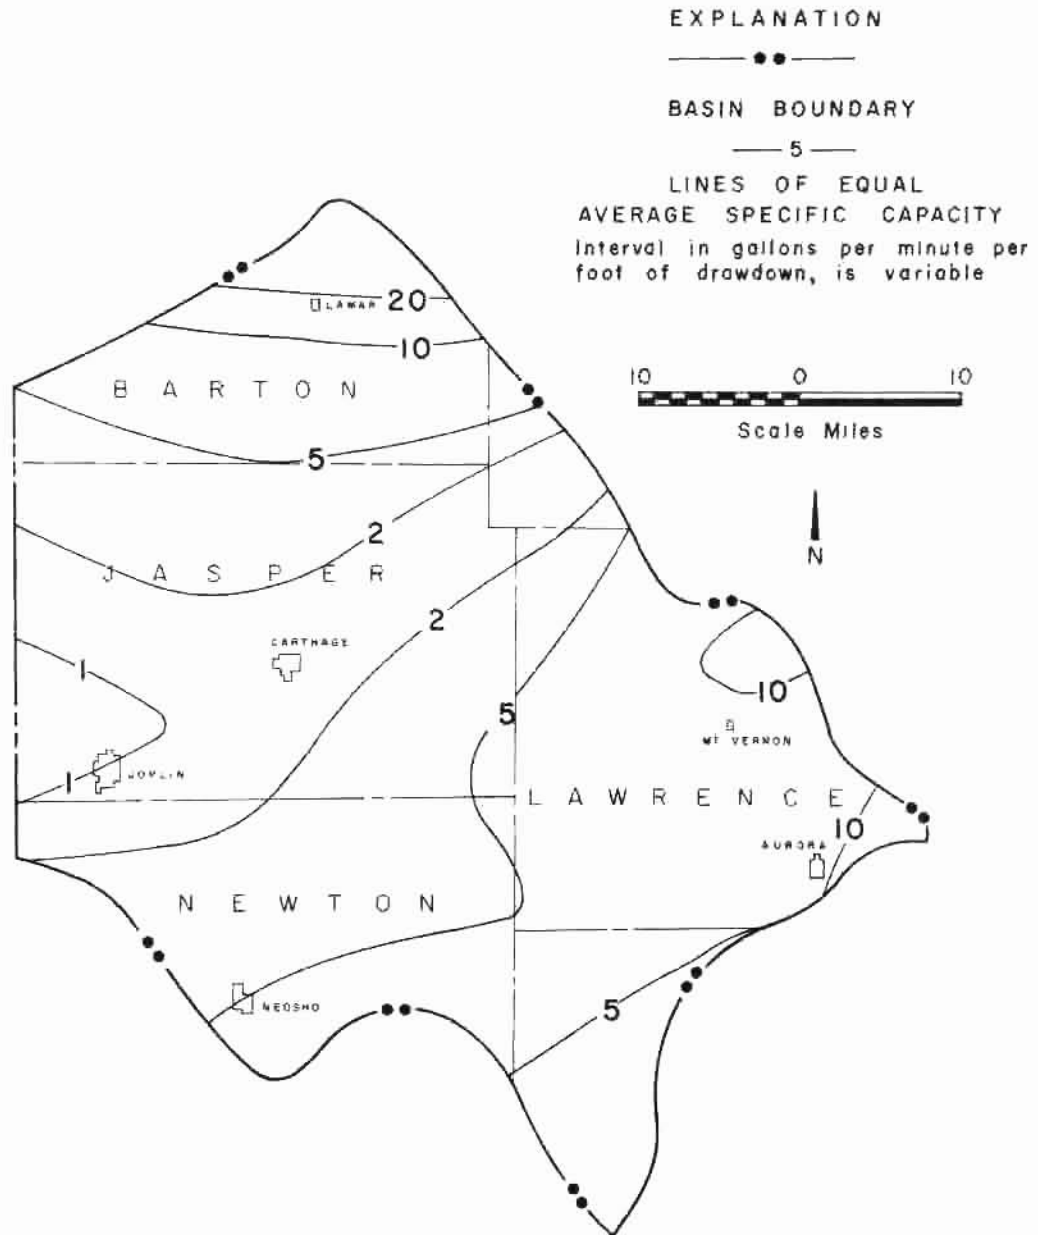 EXPLANATION
BASIN BOUNDARY
5
LINES OF EQUAL
AVERAGE SPECIFIC CAPACITY
Interval in gallons per minute per
foot of drawdown, is variable
LAMAR
20
10
BARTON
10 0 10
Scale Miles
5
2
N
JASPER
2
CARTHAGE
1
10
5
MT VERNON
JOPLIN
1
LAWRENCE
10
AURORA
NEWTON
NEOSHO
5